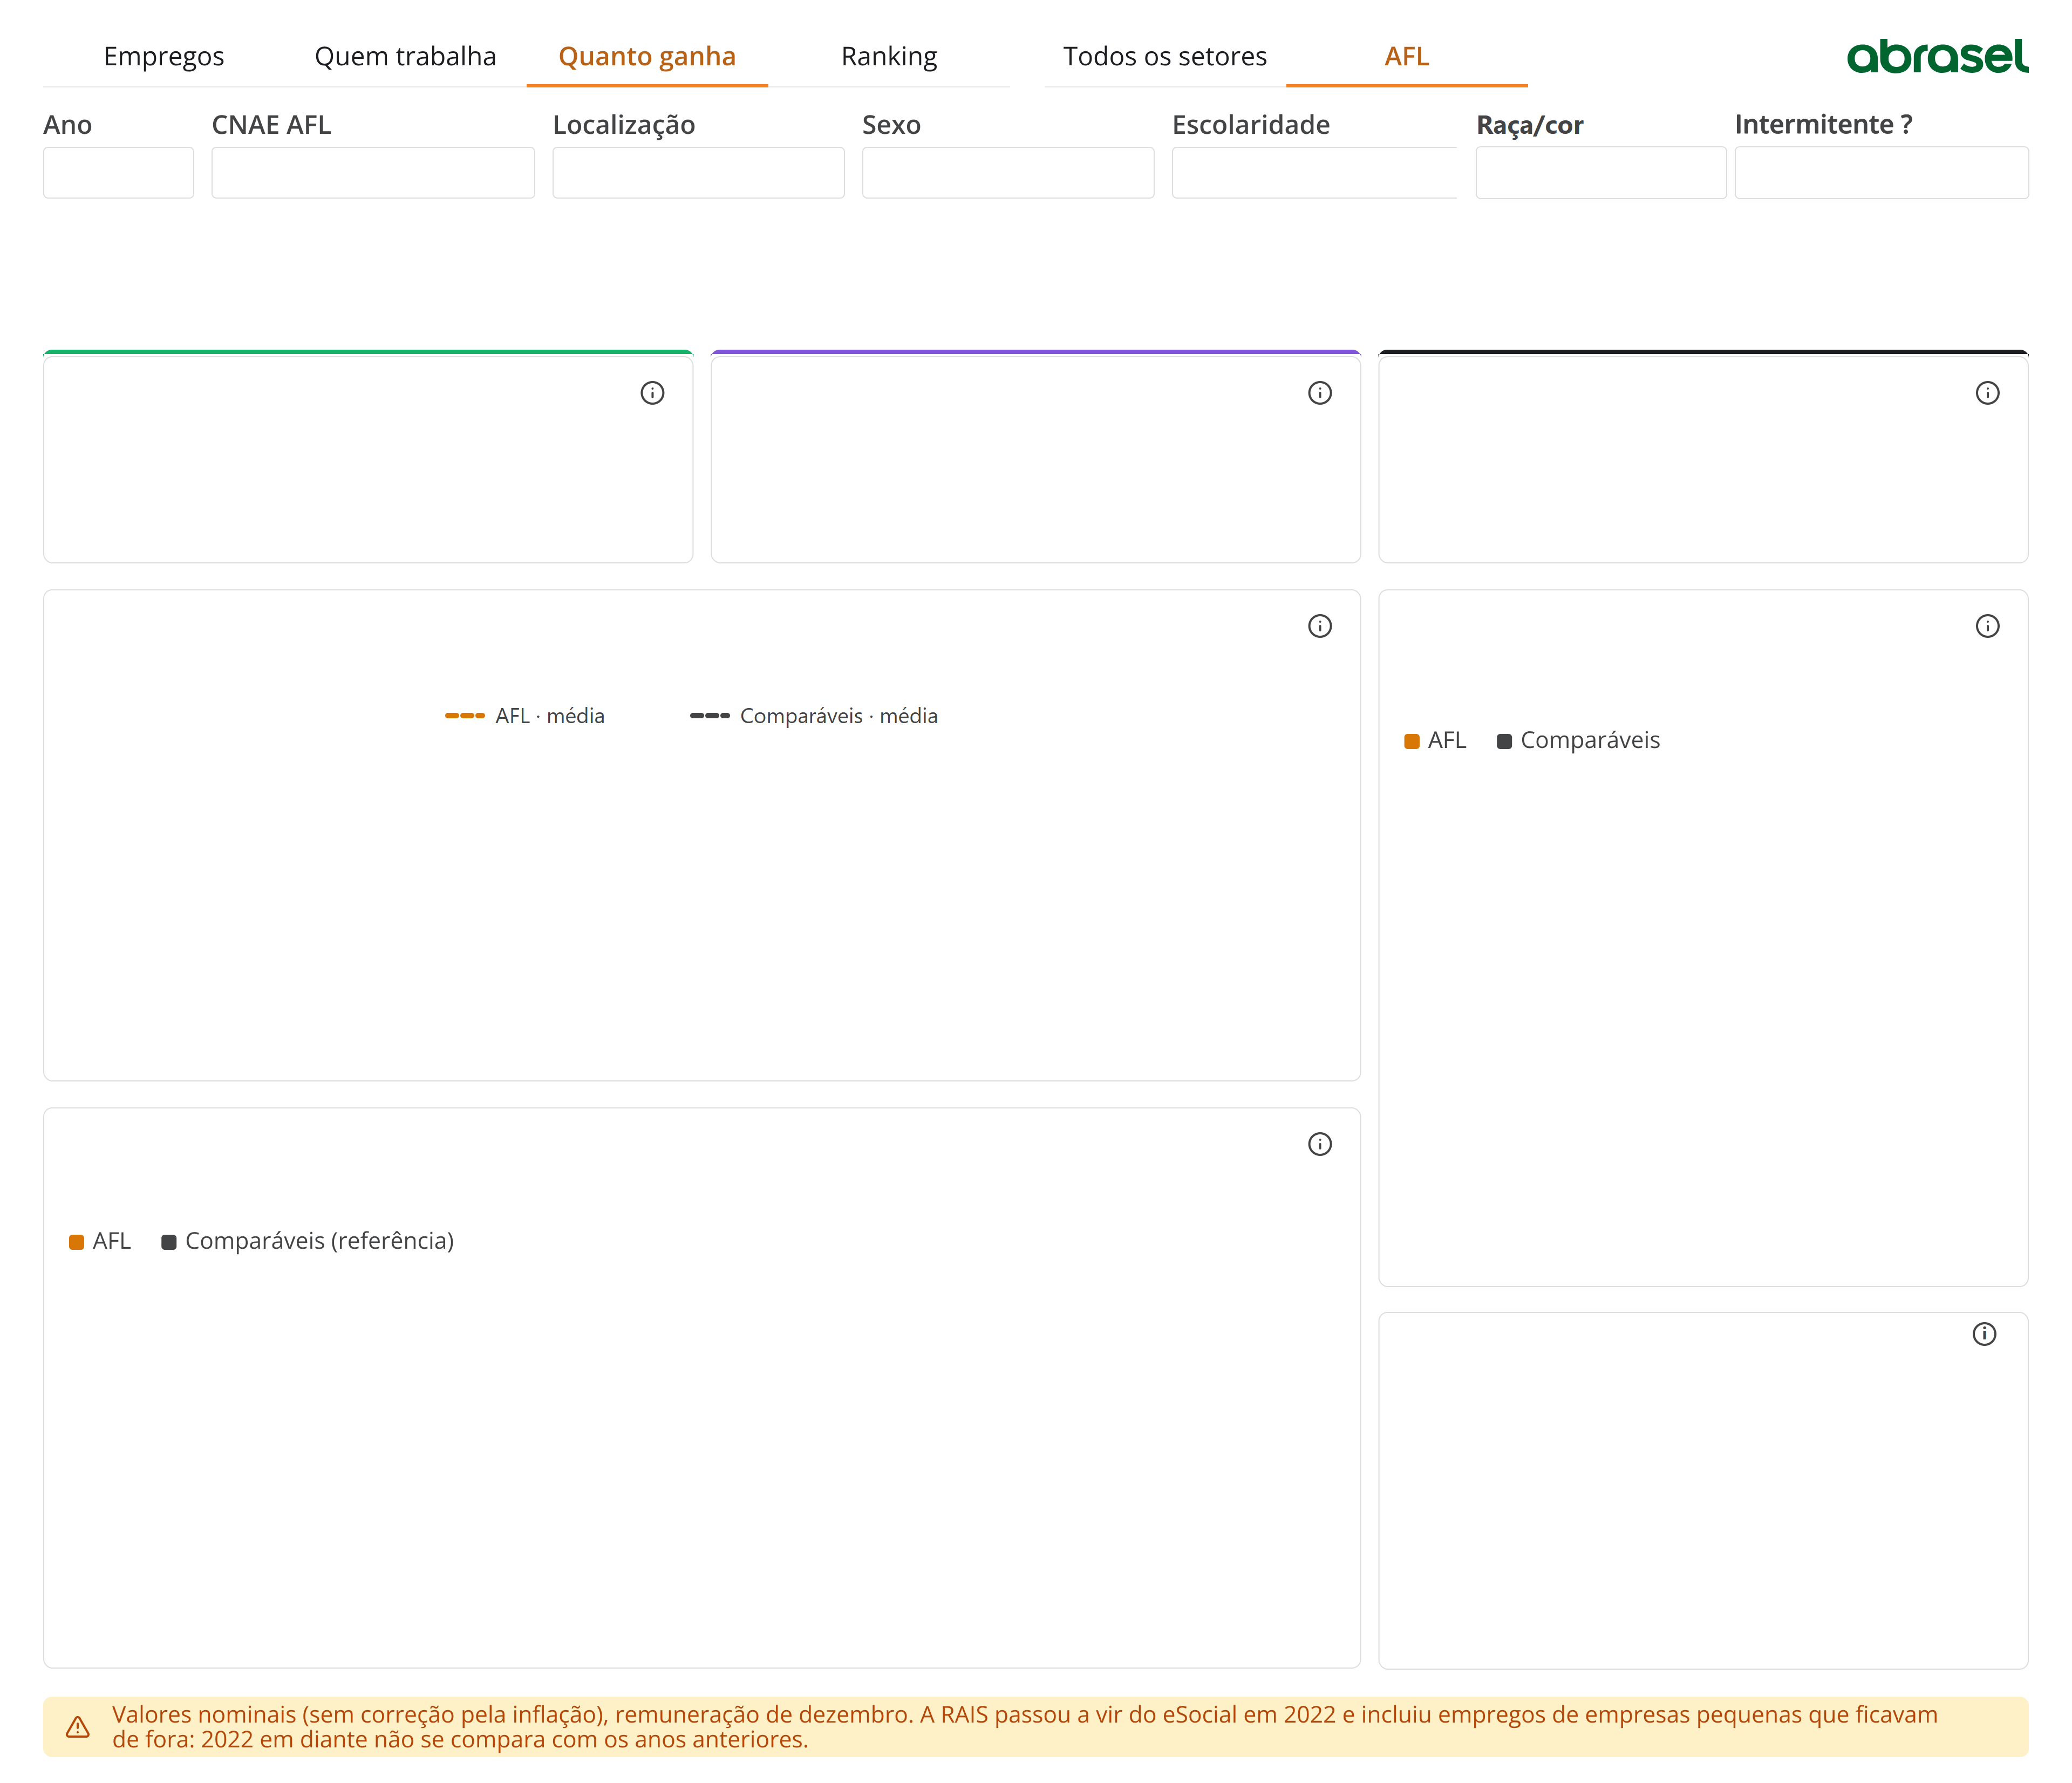 Empregos Quem trabalha Quanto ganha Ranking Todos os setores AFL abrasel
Ano CNAE AFL Localização Sexo Escolaridade Raça/cor Intermitente ?
AFL · média Comparáveis · média
AFL Comparáveis
AFL Comparáveis (referência)
Valores nominais (sem correção pela inflação), remuneração de dezembro. A RAIS passou a vir do eSocial em 2022 e incluiu empregos de empresas pequenas que ficavam
de fora: 2022 em diante não se compara com os anos anteriores.